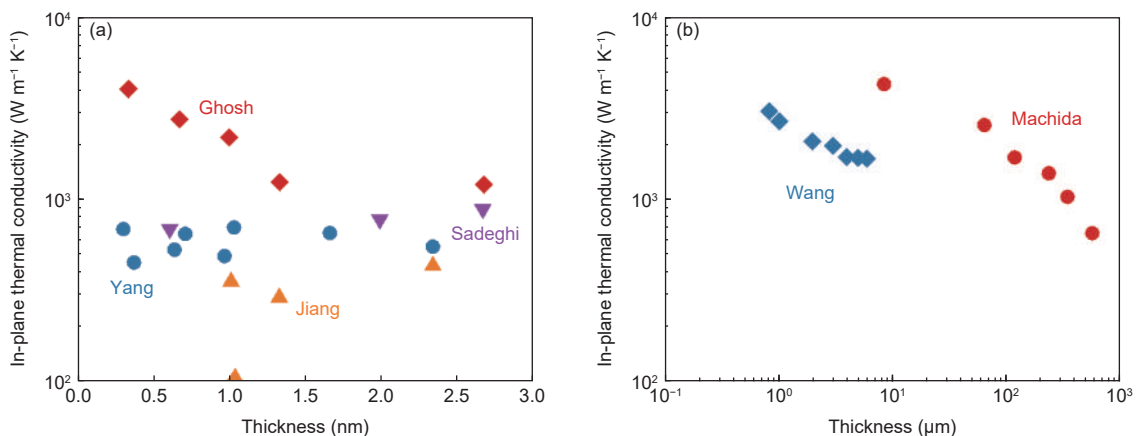 (a)
In-plane thermal conductivity (W m⁻¹ K⁻¹)
10⁴
10³
10²
Ghosh
Sadeghi
Yang
Jiang
0.0 0.5 1.0 1.5 2.0 2.5 3.0
Thickness (nm)
(b)
In-plane thermal conductivity (W m⁻¹ K⁻¹)
10⁴
10³
10²
Machida
Wang
10⁻¹ 10⁰ 10¹ 10² 10³
Thickness (μm)